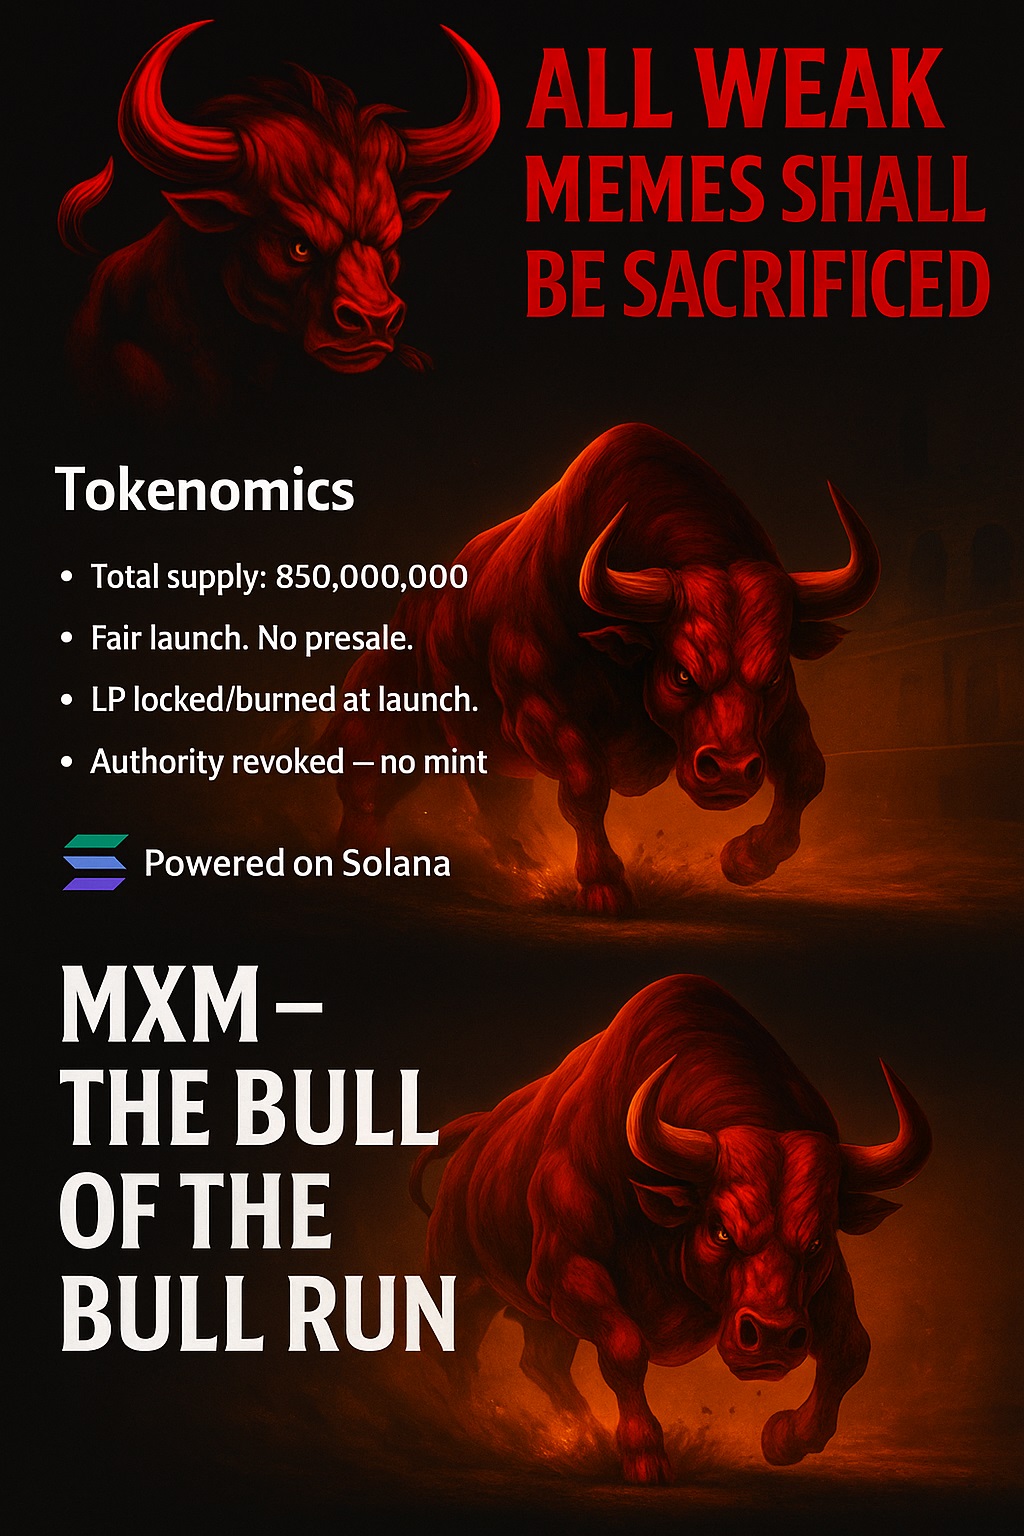 ALL WEAK
MEMES SHALL
BE SACRIFICED
Tokenomics
• Total supply: 850,000,000
• Fair launch. No presale.
• LP locked/burned at launch.
• Authority revoked – no mint
Powered on Solana
MXM –
THE BULL
OF THE
BULL RUN